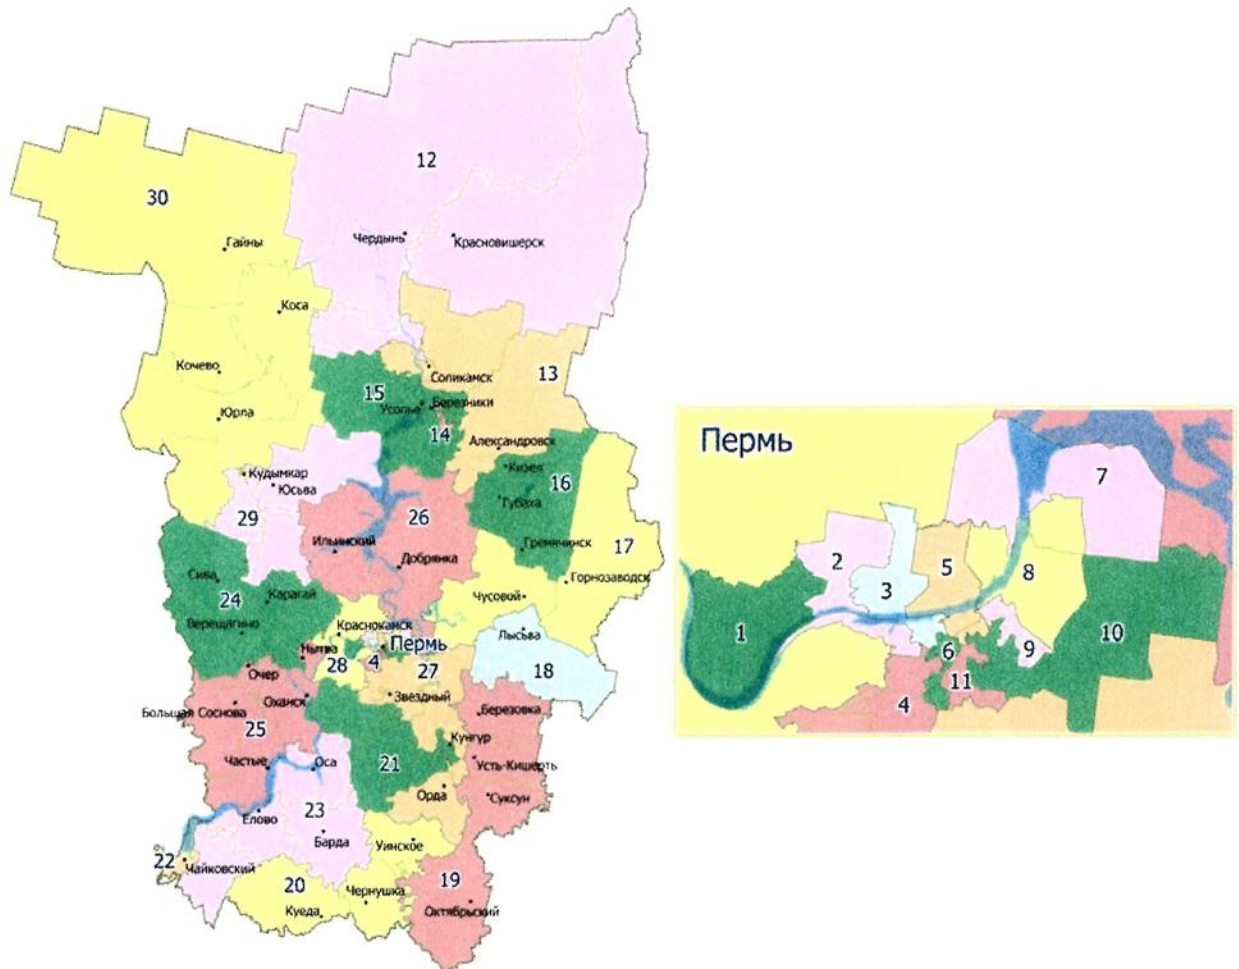 12
30
Чердынь
Красновишерск
Гайны
Коса
Кочево
Соликамск
13
15
Усолье
Березники
Юрла
14
Александровск
Кудымкар
Кизел
Юсьва
16
Губаха
29
26
Ильинский
Гремячинск
17
Добрянка
Сива
Горнозаводск
24
Карагай
Чусовой
Верещагино
Краснокамск
Лысьва
Пермь
Нытва
28
4
27
18
Очер
Оханск
Звездный
Большая Соснова
Березовка
25
Кунгур
Частые
Оса
21
Усть-Кишерть
Орда
Суксун
23
Елово
Барда
Уинское
22
Чайковский
20
Чернушка
19
Куеда
Октябрьский
Пермь
7
2
5
8
3
1
6
9
10
11
4